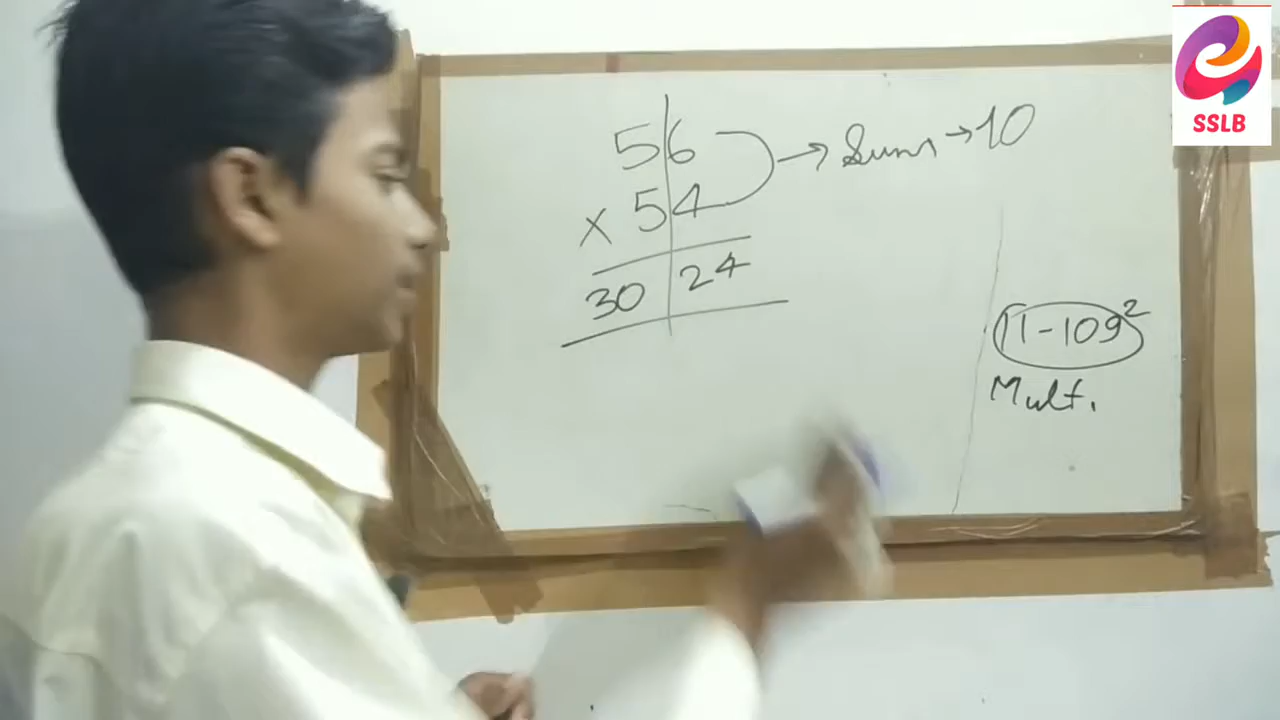 56 → Sum → 10
× 54
30 24
11-109²
Mult.
SSLB